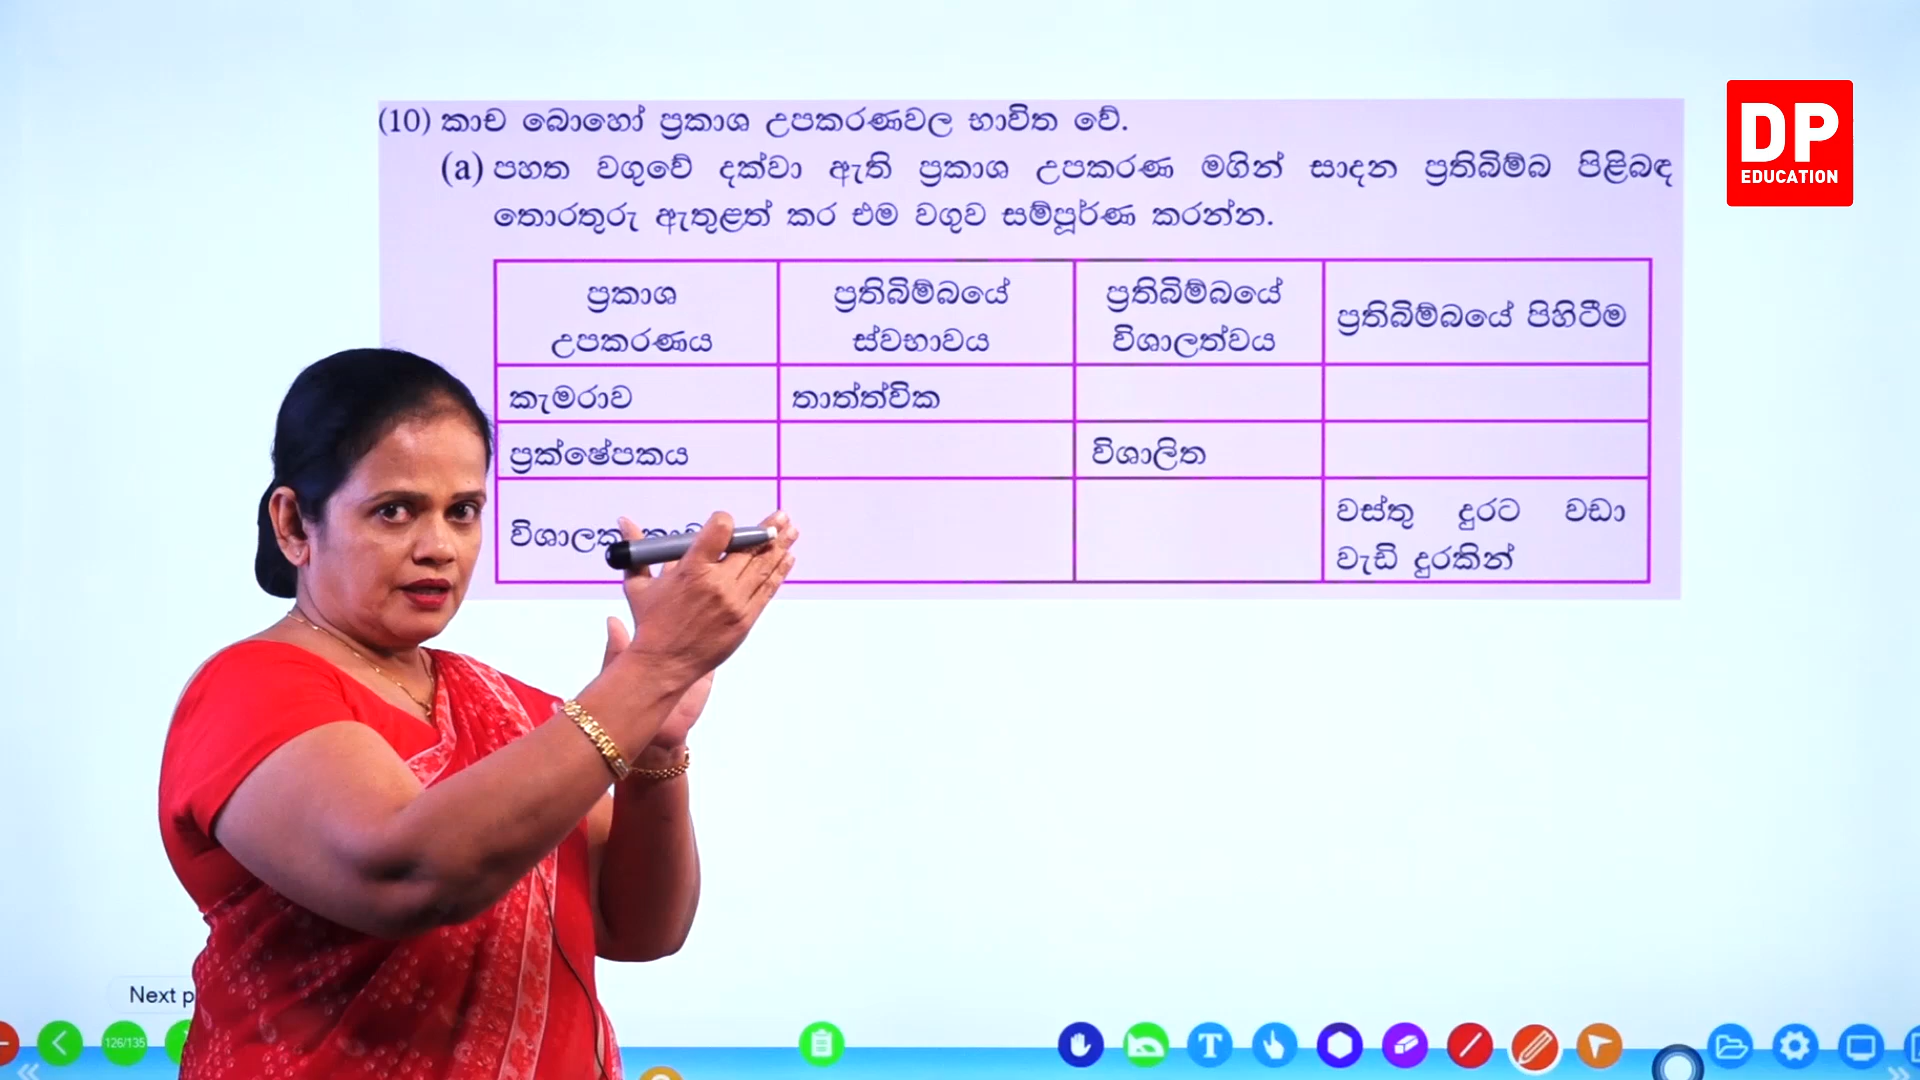 DP
EDUCATION
(10) කාච බොහෝ ප්‍රකාශ උපකරණවල භාවිත වේ.
(a) පහත වගුවේ දක්වා ඇති ප්‍රකාශ උපකරණ මගින් සාදන ප්‍රතිබිම්බ පිළිබඳ
තොරතුරු ඇතුළත් කර එම වගුව සම්පූර්ණ කරන්න.
ප්‍රකාශ
උපකරණය
ප්‍රතිබිම්බයේ
ස්වභාවය
ප්‍රතිබිම්බයේ
විශාලත්වය
ප්‍රතිබිම්බයේ පිහිටීම
කැමරාව
තාත්ත්වික
ප්‍රක්ෂේපකය
විශාලිත
වස්තු දුරට වඩා
වැඩි දුරකින්
Next
126/135
T